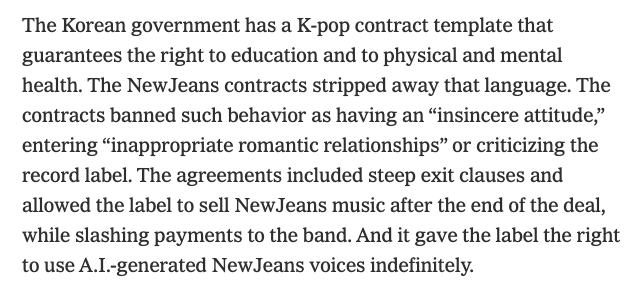 The Korean government has a K-pop contract template that
guarantees the right to education and to physical and mental
health. The NewJeans contracts stripped away that language. The
contracts banned such behavior as having an “insincere attitude,”
entering “inappropriate romantic relationships” or criticizing the
record label. The agreements included steep exit clauses and
allowed the label to sell NewJeans music after the end of the deal,
while slashing payments to the band. And it gave the label the right
to use A.I.-generated NewJeans voices indefinitely.